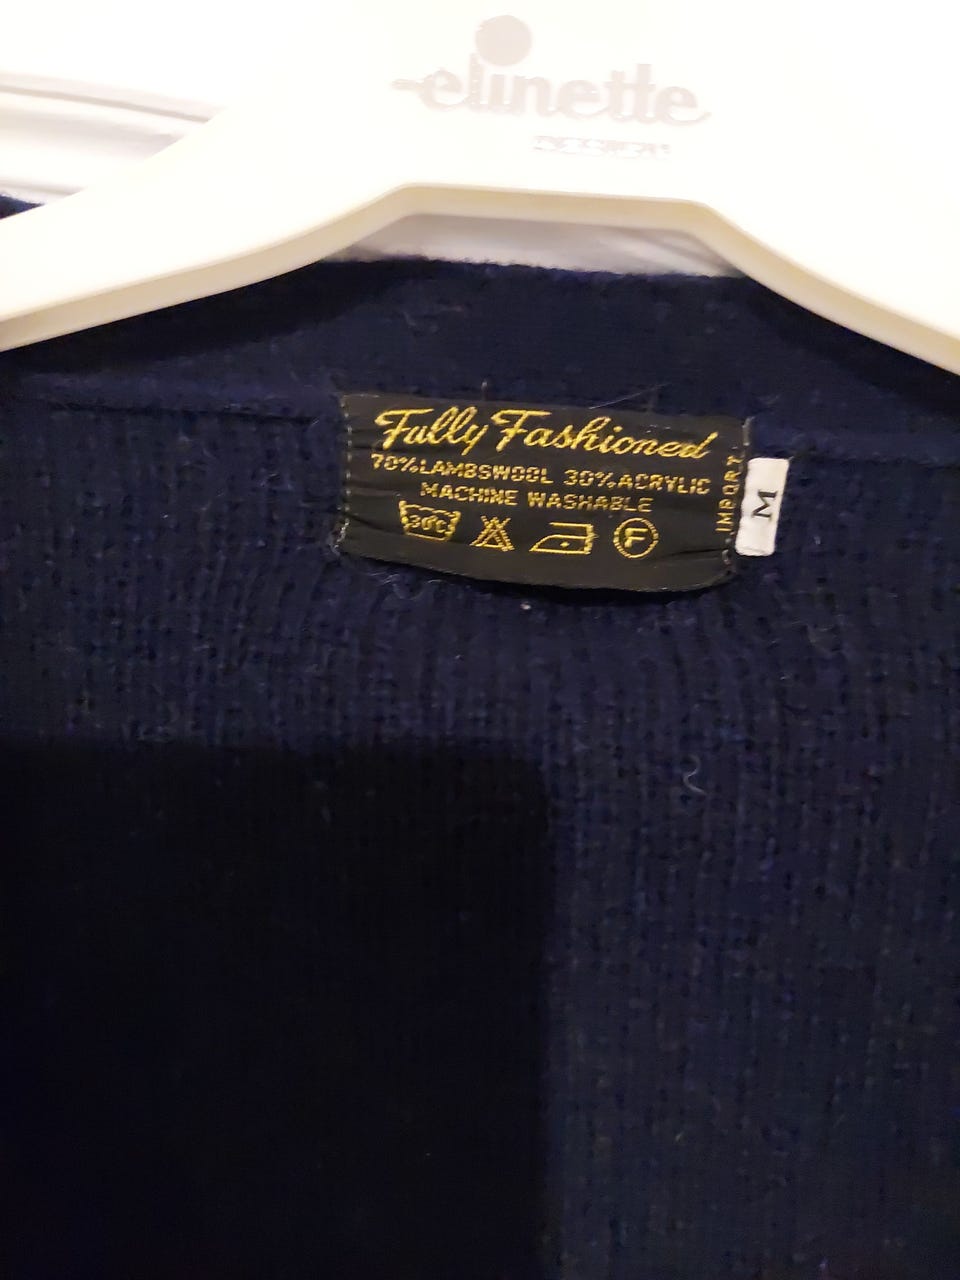 elinette
Fully Fashioned
70%LAMBSWOOL 30%ACRYLIC
MACHINE WASHABLE
30°C
F
IMPORT
M